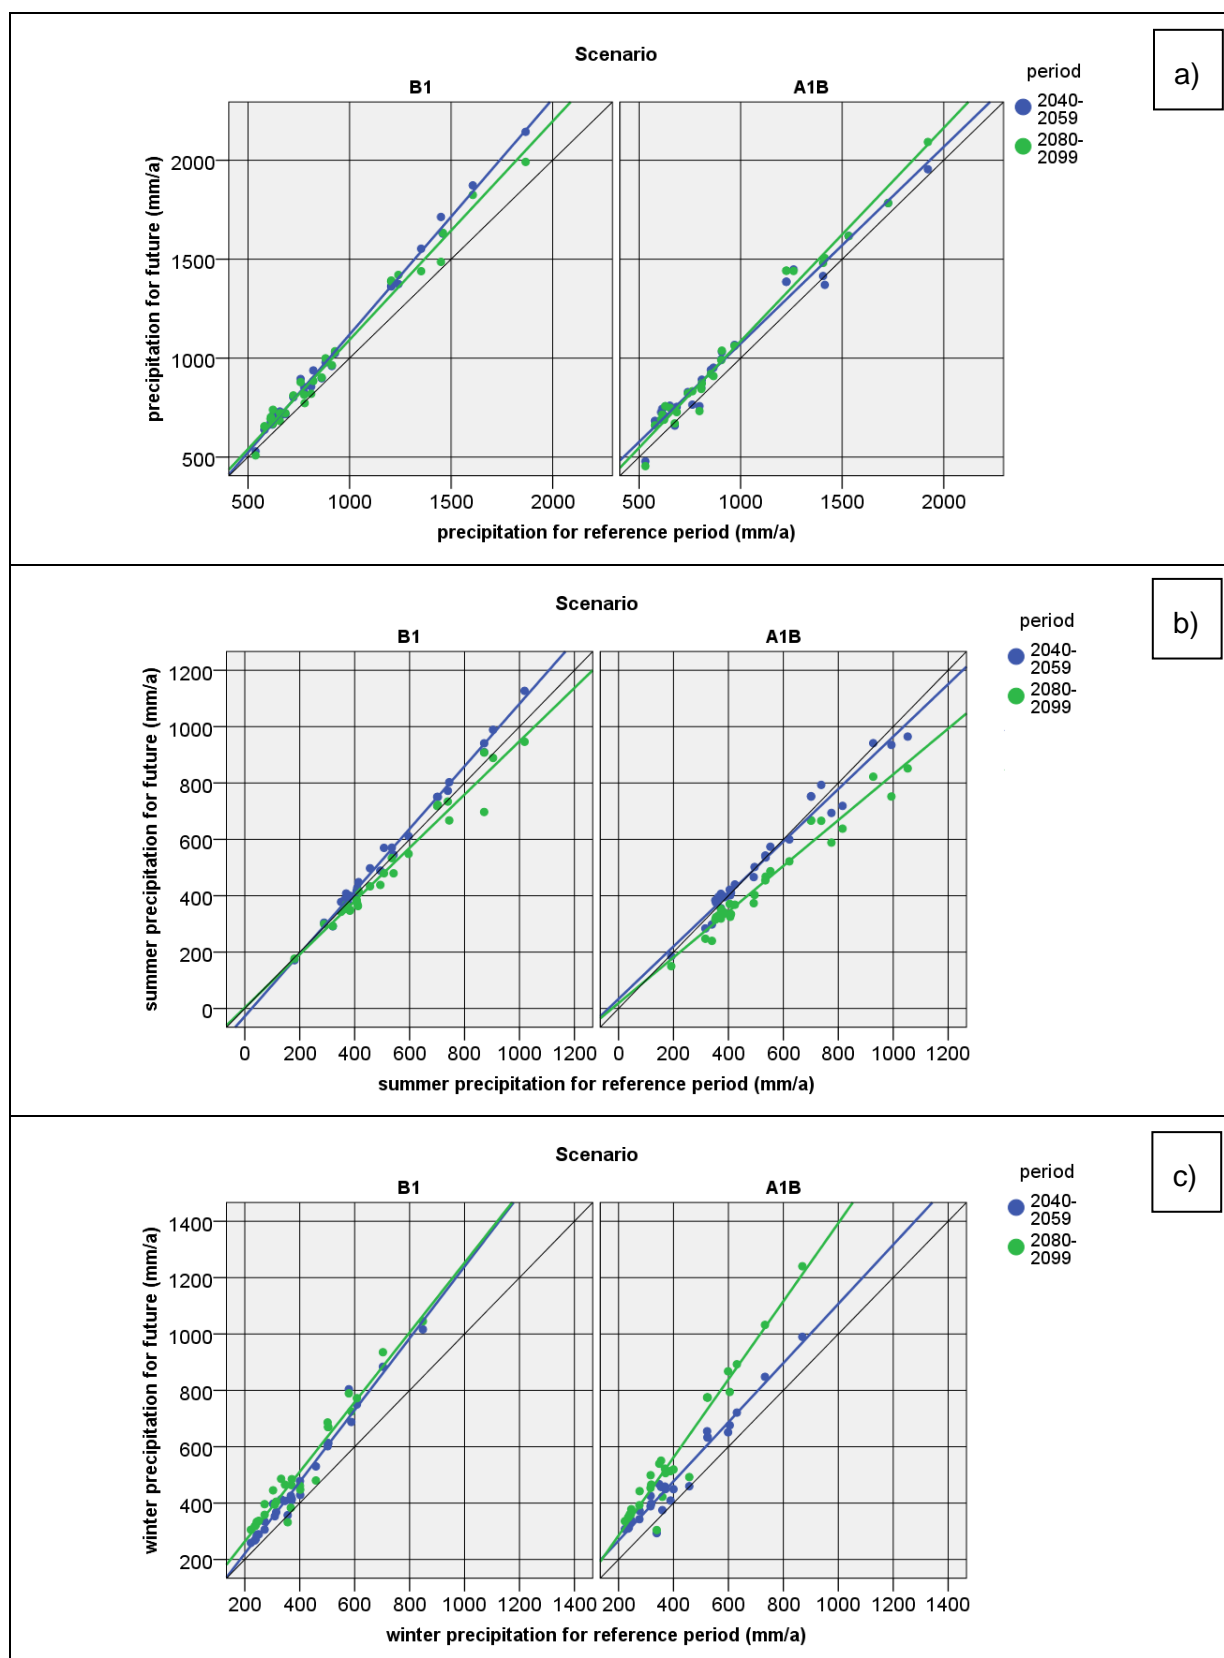 Scenario
B1
A1B
period
2040-
2059
2080-
2099
a)
precipitation for future (mm/a)
2000
1500
1000
500
500 1000 1500 2000
500 1000 1500 2000
precipitation for reference period (mm/a)
Scenario
B1
A1B
period
2040-
2059
2080-
2099
b)
summer precipitation for future (mm/a)
1200
1000
800
600
400
200
0
0 200 400 600 800 1000 1200
0 200 400 600 800 1000 1200
summer precipitation for reference period (mm/a)
Scenario
B1
A1B
period
2040-
2059
2080-
2099
c)
winter precipitation for future (mm/a)
1400
1200
1000
800
600
400
200
200 400 600 800 1000 1200 1400
200 400 600 800 1000 1200 1400
winter precipitation for reference period (mm/a)